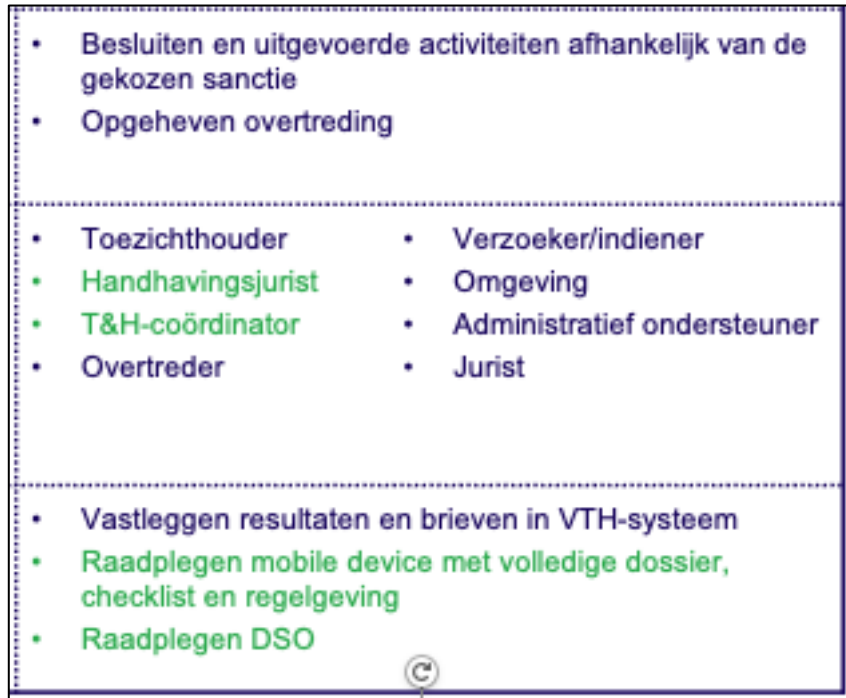 • Besluiten en uitgevoerde activiteiten afhankelijk van de
gekozen sanctie
• Opgeheven overtreding
• Toezichthouder
• Handhavingsjurist
• T&H-coördinator
• Overtreder
• Verzoeker/indiener
• Omgeving
• Administratief ondersteuner
• Jurist
• Vastleggen resultaten en brieven in VTH-systeem
• Raadplegen mobile device met volledige dossier,
checklist en regelgeving
• Raadplegen DSO